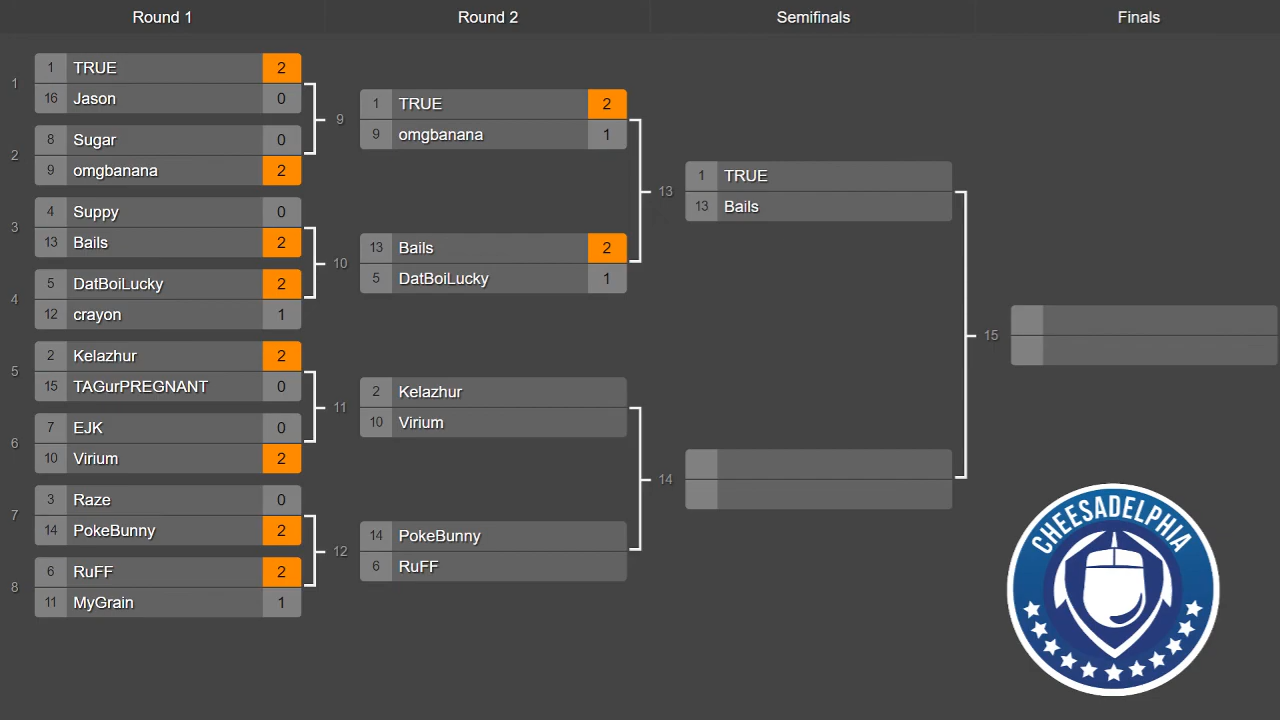 Round 1
Round 2
Semifinals
Finals
1
1 TRUE 2
16 Jason 0
2
8 Sugar 0
9 omgbanana 2
3
4 Suppy 0
13 Bails 2
4
5 DatBoiLucky 2
12 crayon 1
5
2 Kelazhur 2
15 TAGurPREGNANT 0
6
7 EJK 0
10 Virium 2
7
3 Raze 0
14 PokeBunny 2
8
6 RuFF 2
11 MyGrain 1
9
1 TRUE 2
9 omgbanana 1
10
13 Bails 2
5 DatBoiLucky 1
11
2 Kelazhur
10 Virium
12
14 PokeBunny
6 RuFF
13
1 TRUE
13 Bails
14
15
CHEESADELPHIA